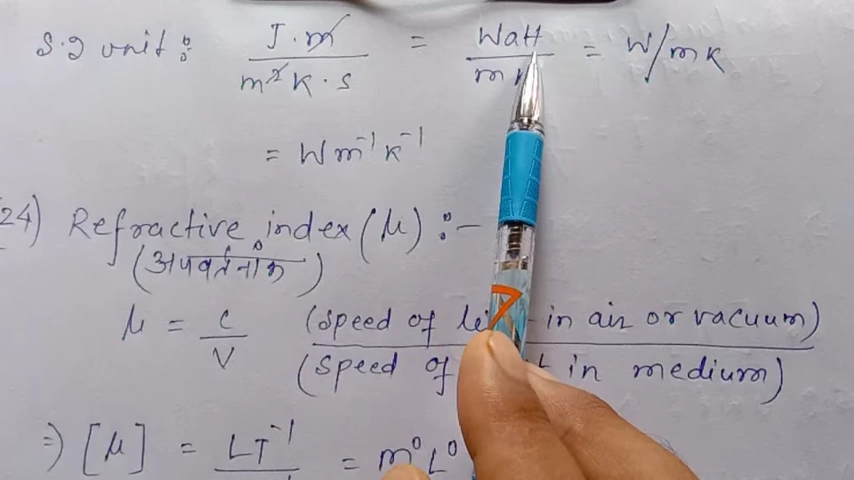 S.I unit : J.m / m²K.s = Watt / m = W/mK
= Wm⁻¹K⁻¹
24) Refractive index (μ) :-
(अपवर्तनांक)
μ = c/V (Speed of in air or vacuum) / (Speed of in medium)
⇒ [μ] = LT⁻¹ = M⁰L⁰